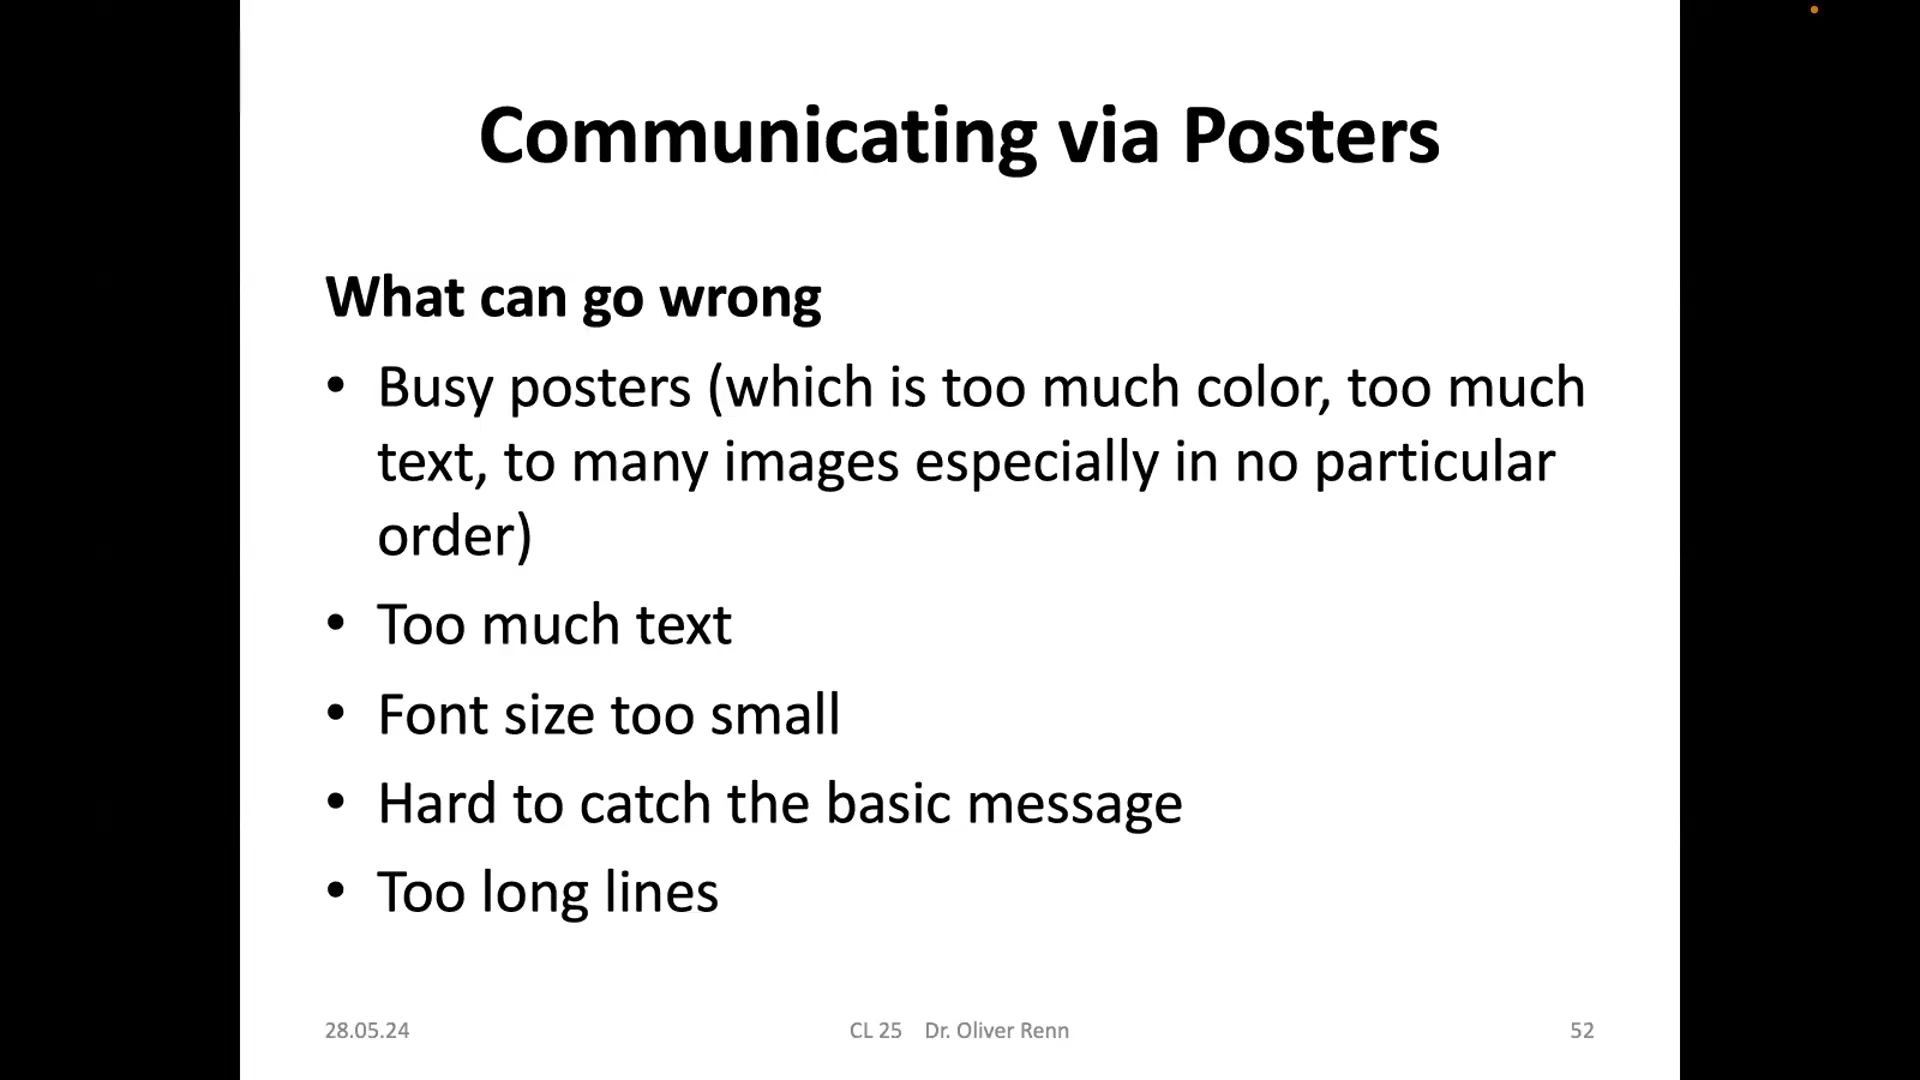 Communicating via Posters
What can go wrong
• Busy posters (which is too much color, too much
text, to many images especially in no particular
order)
• Too much text
• Font size too small
• Hard to catch the basic message
• Too long lines
28.05.24 CL 25 Dr. Oliver Renn 52